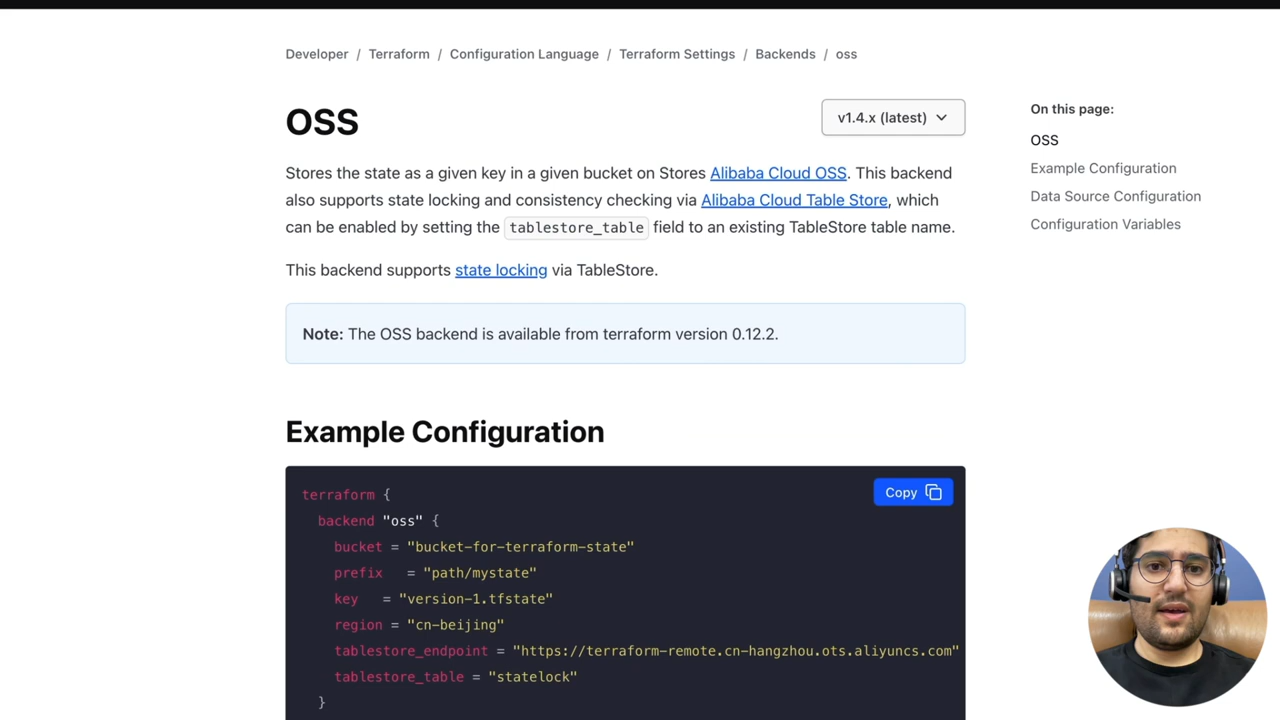 Developer / Terraform / Configuration Language / Terraform Settings / Backends / oss
OSS
v1.4.x (latest)
Stores the state as a given key in a given bucket on Stores Alibaba Cloud OSS. This backend
also supports state locking and consistency checking via Alibaba Cloud Table Store, which
can be enabled by setting the tablestore_table field to an existing TableStore table name.
This backend supports state locking via TableStore.
Note: The OSS backend is available from terraform version 0.12.2.
Example Configuration
Copy
terraform {
  backend "oss" {
    bucket = "bucket-for-terraform-state"
    prefix   = "path/mystate"
    key   = "version-1.tfstate"
    region = "cn-beijing"
    tablestore_endpoint = "https://terraform-remote.cn-hangzhou.ots.aliyuncs.com"
    tablestore_table = "statelock"
  }
On this page:
OSS
Example Configuration
Data Source Configuration
Configuration Variables